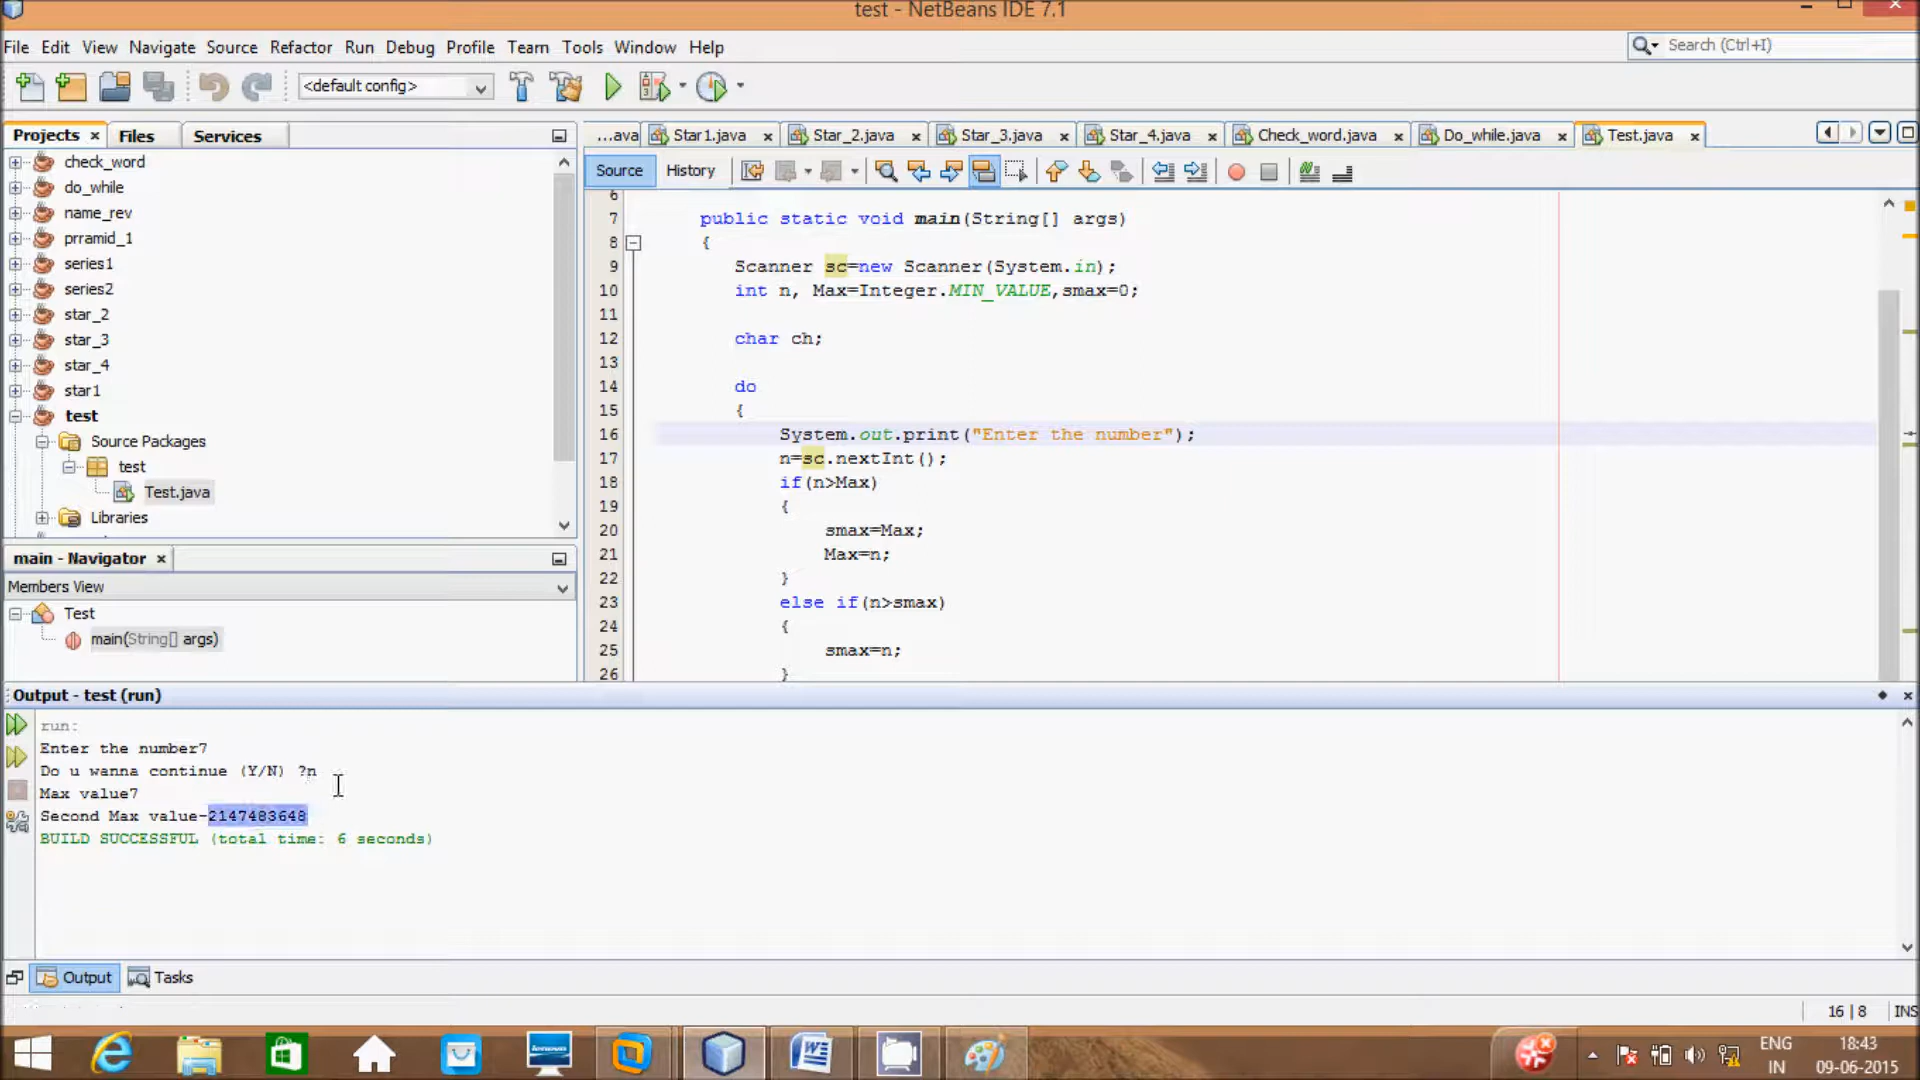 test - NetBeans IDE 7.1
File Edit View Navigate Source Refactor Run Debug Profile Team Tools Window Help
Search (Ctrl+I)
<default config>
Projects Files Services
check_word
do_while
name_rev
prramid_1
series1
series2
star_2
star_3
star_4
star1
test
Source Packages
test
Test.java
Libraries
main - Navigator
Members View
Test
main(String[] args)
...ava Star1.java Star_2.java Star_3.java Star_4.java Check_word.java Do_while.java Test.java
Source History
6
7 public static void main(String[] args)
8 {
9 Scanner sc=new Scanner(System.in);
10 int n, Max=Integer.MIN_VALUE,smax=0;
11
12 char ch;
13
14 do
15 {
16 System.out.print("Enter the number");
17 n=sc.nextInt();
18 if(n>Max)
19 {
20 smax=Max;
21 Max=n;
22 }
23 else if(n>smax)
24 {
25 smax=n;
26 }
Output - test (run)
run:
Enter the number7
Do u wanna continue (Y/N) ?n
Max value7
Second Max value-2147483648
BUILD SUCCESSFUL (total time: 6 seconds)
Output Tasks
16 | 8 INS
ENG
IN
18:43
09-06-2015